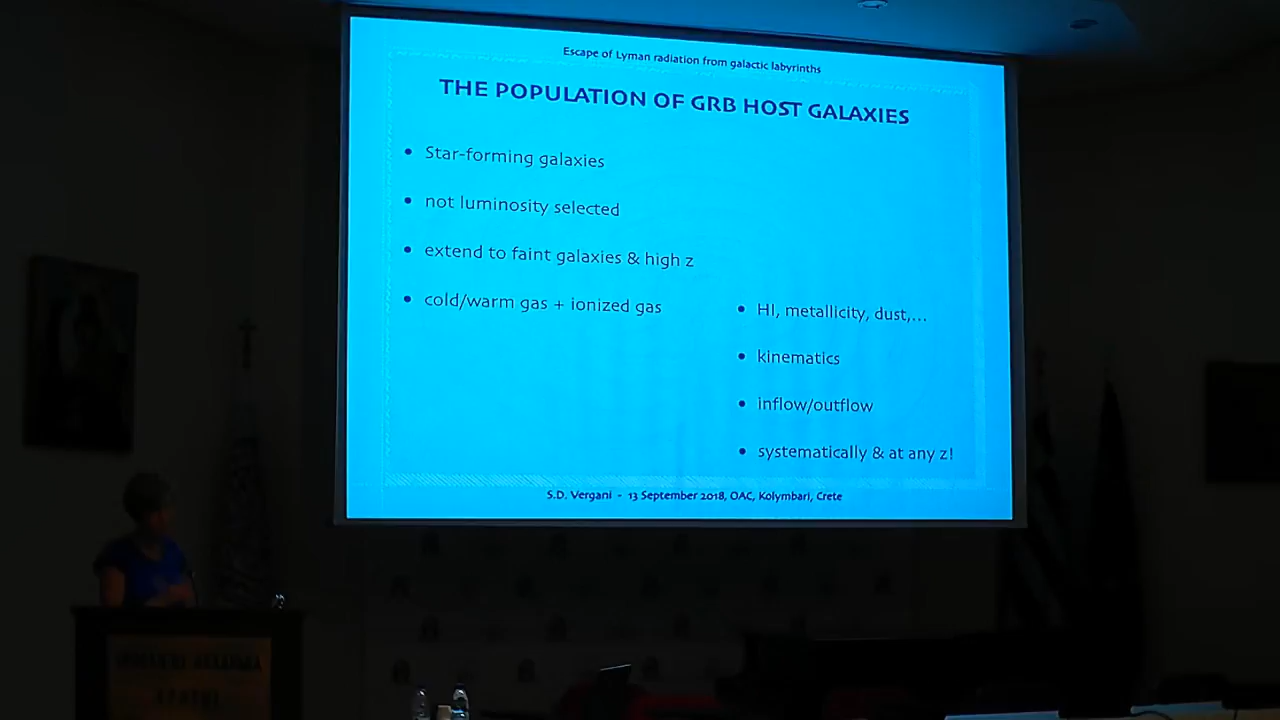 Escape of Lyman radiation from galactic labyrinths
THE POPULATION OF GRB HOST GALAXIES
• Star-forming galaxies
• not luminosity selected
• extend to faint galaxies & high z
• cold/warm gas + ionized gas
• HI, metallicity, dust,...
• kinematics
• inflow/outflow
• systematically & at any z!
S.D. Vergani - 13 September 2018, OAC, Kolymbari, Crete